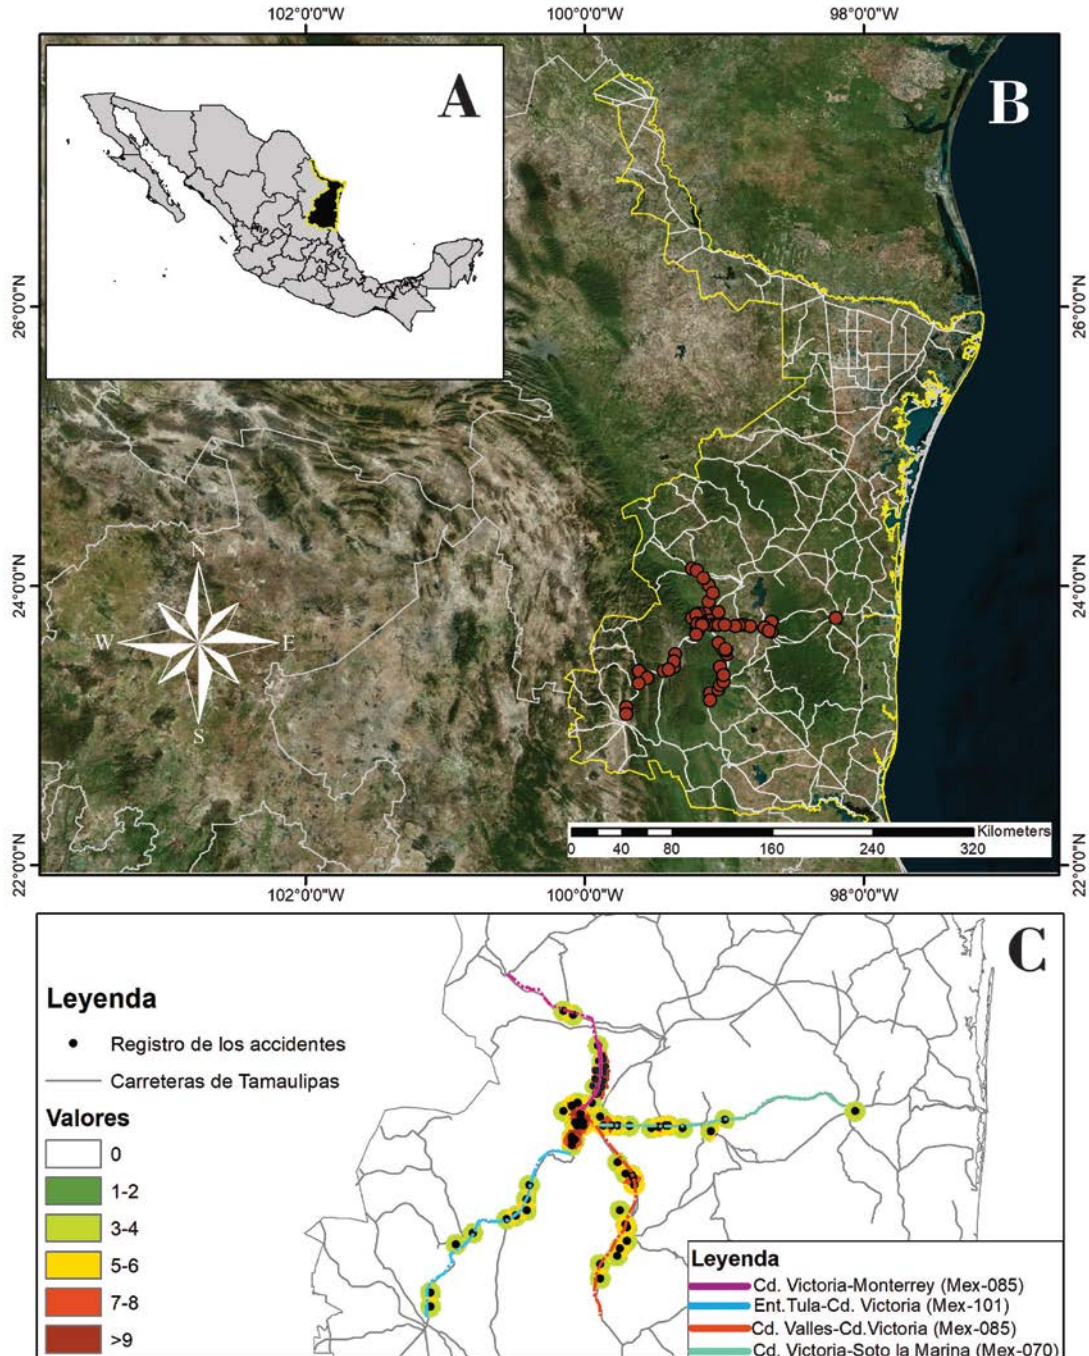 102°0'0"W 100°0'0"W 98°0'0"W
A
B
26°0'0"N
26°0'0"N
24°0'0"N
24°0'0"N
N
W
E
S
Kilometers
0 40 80 160 240 320
22°0'0"N
22°0'0"N
102°0'0"W 100°0'0"W 98°0'0"W
C
Leyenda
Registro de los accidentes
Carreteras de Tamaulipas
Valores
0
1-2
3-4
5-6
7-8
>9
Leyenda
Cd. Victoria-Monterrey (Mex-085)
Ent.Tula-Cd. Victoria (Mex-101)
Cd. Valles-Cd.Victoria (Mex-085)
Cd. Victoria-Soto la Marina (Mex-070)